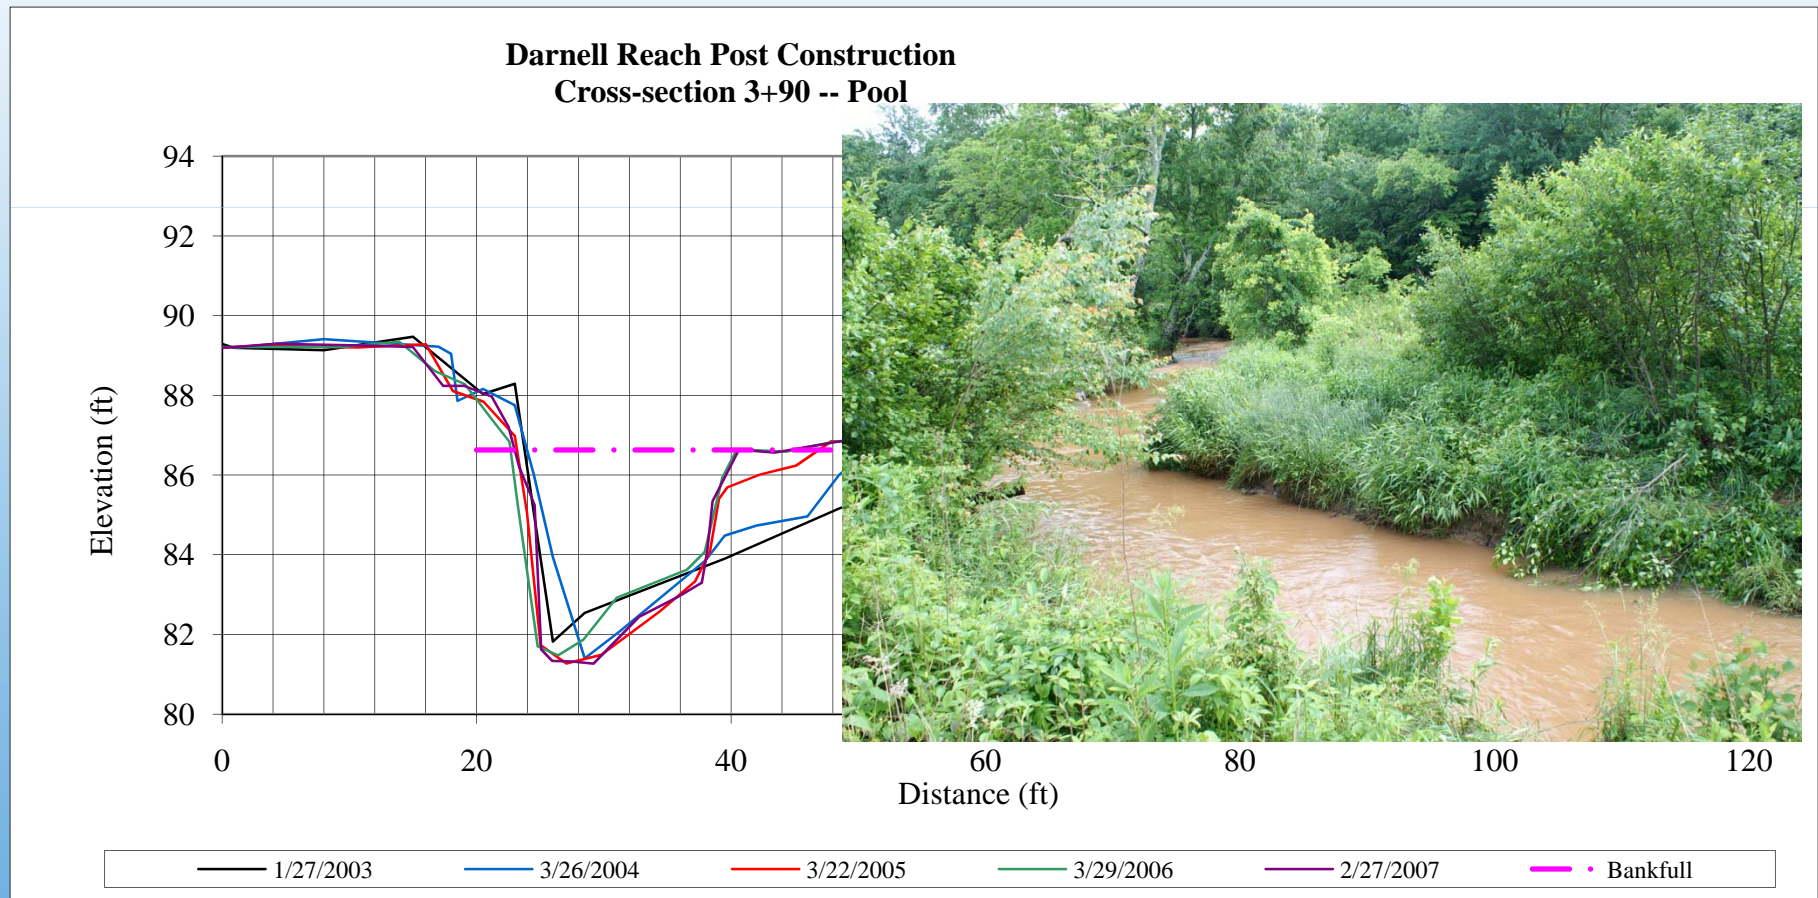 Darnell Reach Post Construction
Cross-section 3+90 -- Pool
94
92
90
88
86
84
82
80
Elevation (ft)
0 20 40 60 80 100 120
Distance (ft)
1/27/2003 3/26/2004 3/22/2005 3/29/2006 2/27/2007 Bankfull